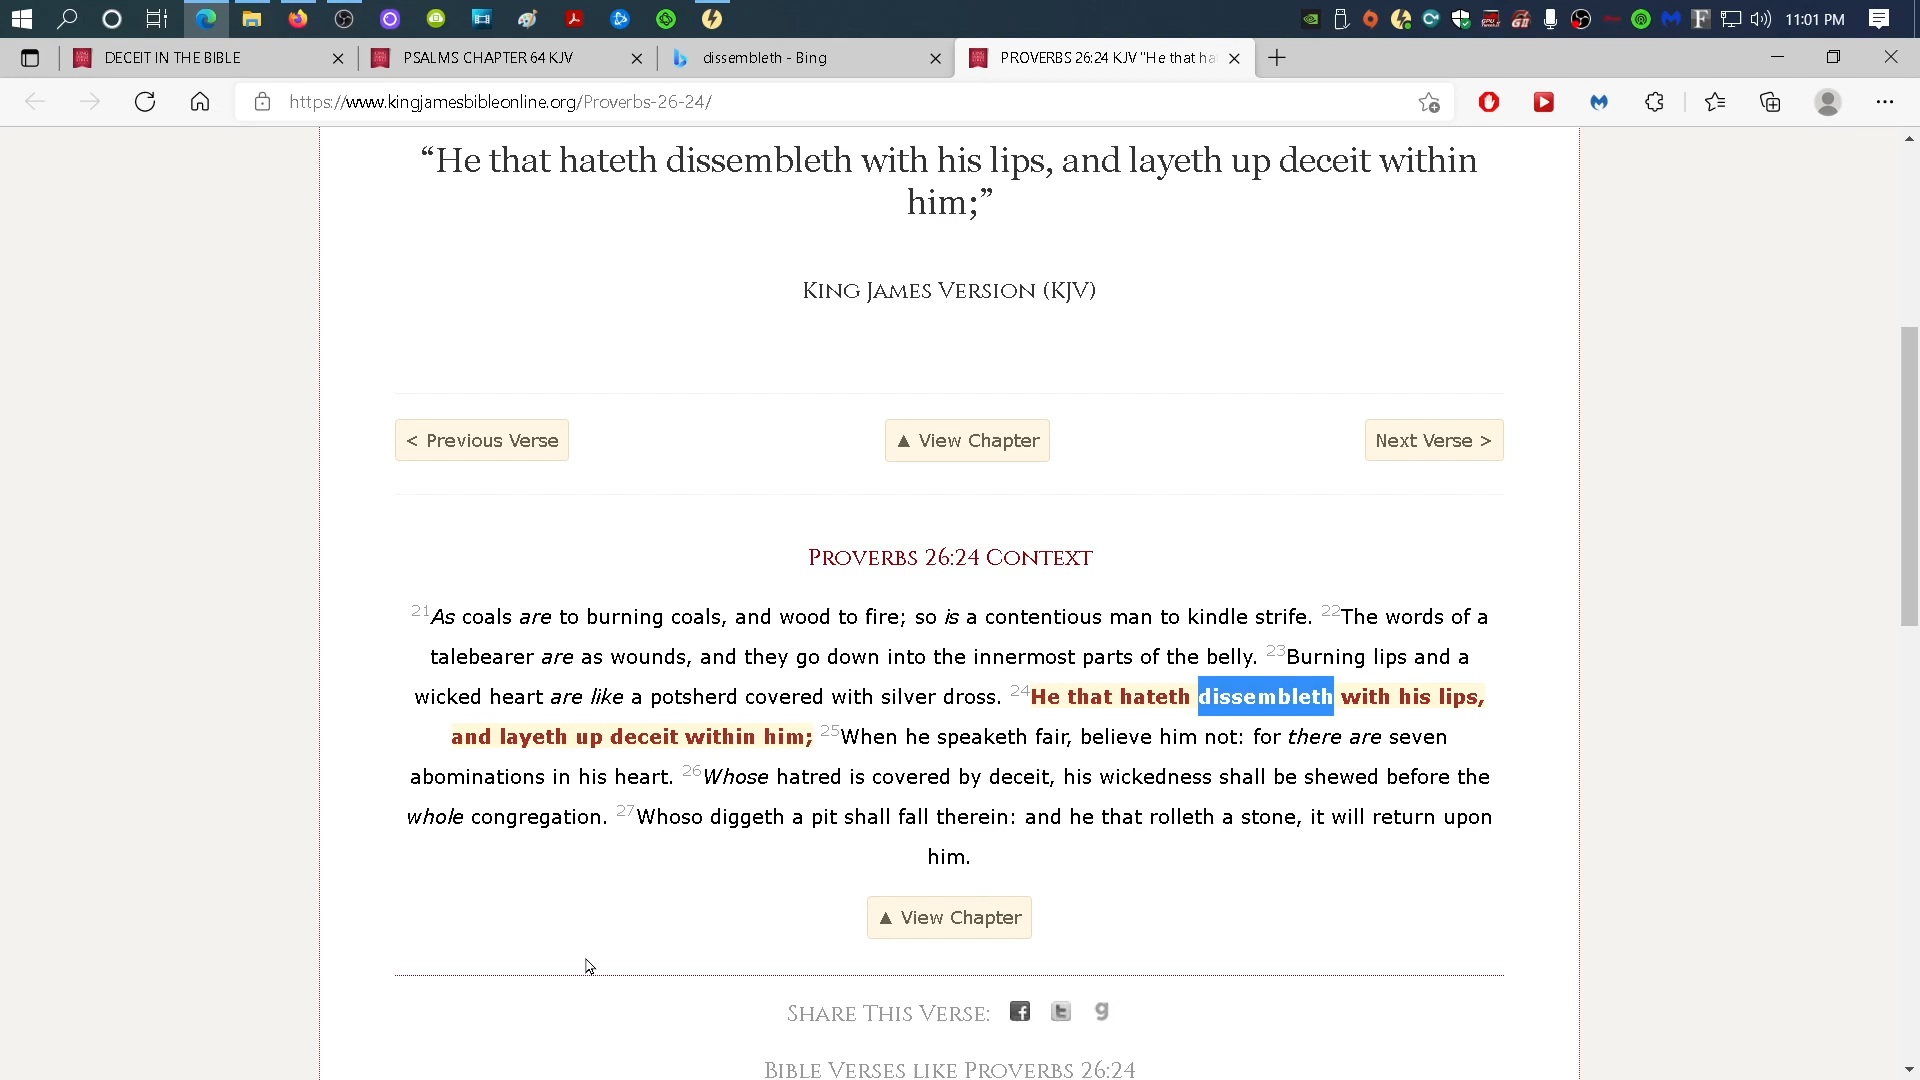 11:01 PM
DECEIT IN THE BIBLE
PSALMS CHAPTER 64 KJV
dissembleth - Bing
PROVERBS 26:24 KJV "He that ha
https://www.kingjamesbibleonline.org/Proverbs-26-24/
“He that hateth dissembleth with his lips, and layeth up deceit within
him;”
King James Version (KJV)
< Previous Verse
▲ View Chapter
Next Verse >
Proverbs 26:24 Context
21As coals are to burning coals, and wood to fire; so is a contentious man to kindle strife. 22The words of a
talebearer are as wounds, and they go down into the innermost parts of the belly. 23Burning lips and a
wicked heart are like a potsherd covered with silver dross. 24He that hateth dissembleth with his lips,
and layeth up deceit within him; 25When he speaketh fair, believe him not: for there are seven
abominations in his heart. 26Whose hatred is covered by deceit, his wickedness shall be shewed before the
whole congregation. 27Whoso diggeth a pit shall fall therein: and he that rolleth a stone, it will return upon
him.
▲ View Chapter
Share This Verse:
Bible Verses like Proverbs 26:24